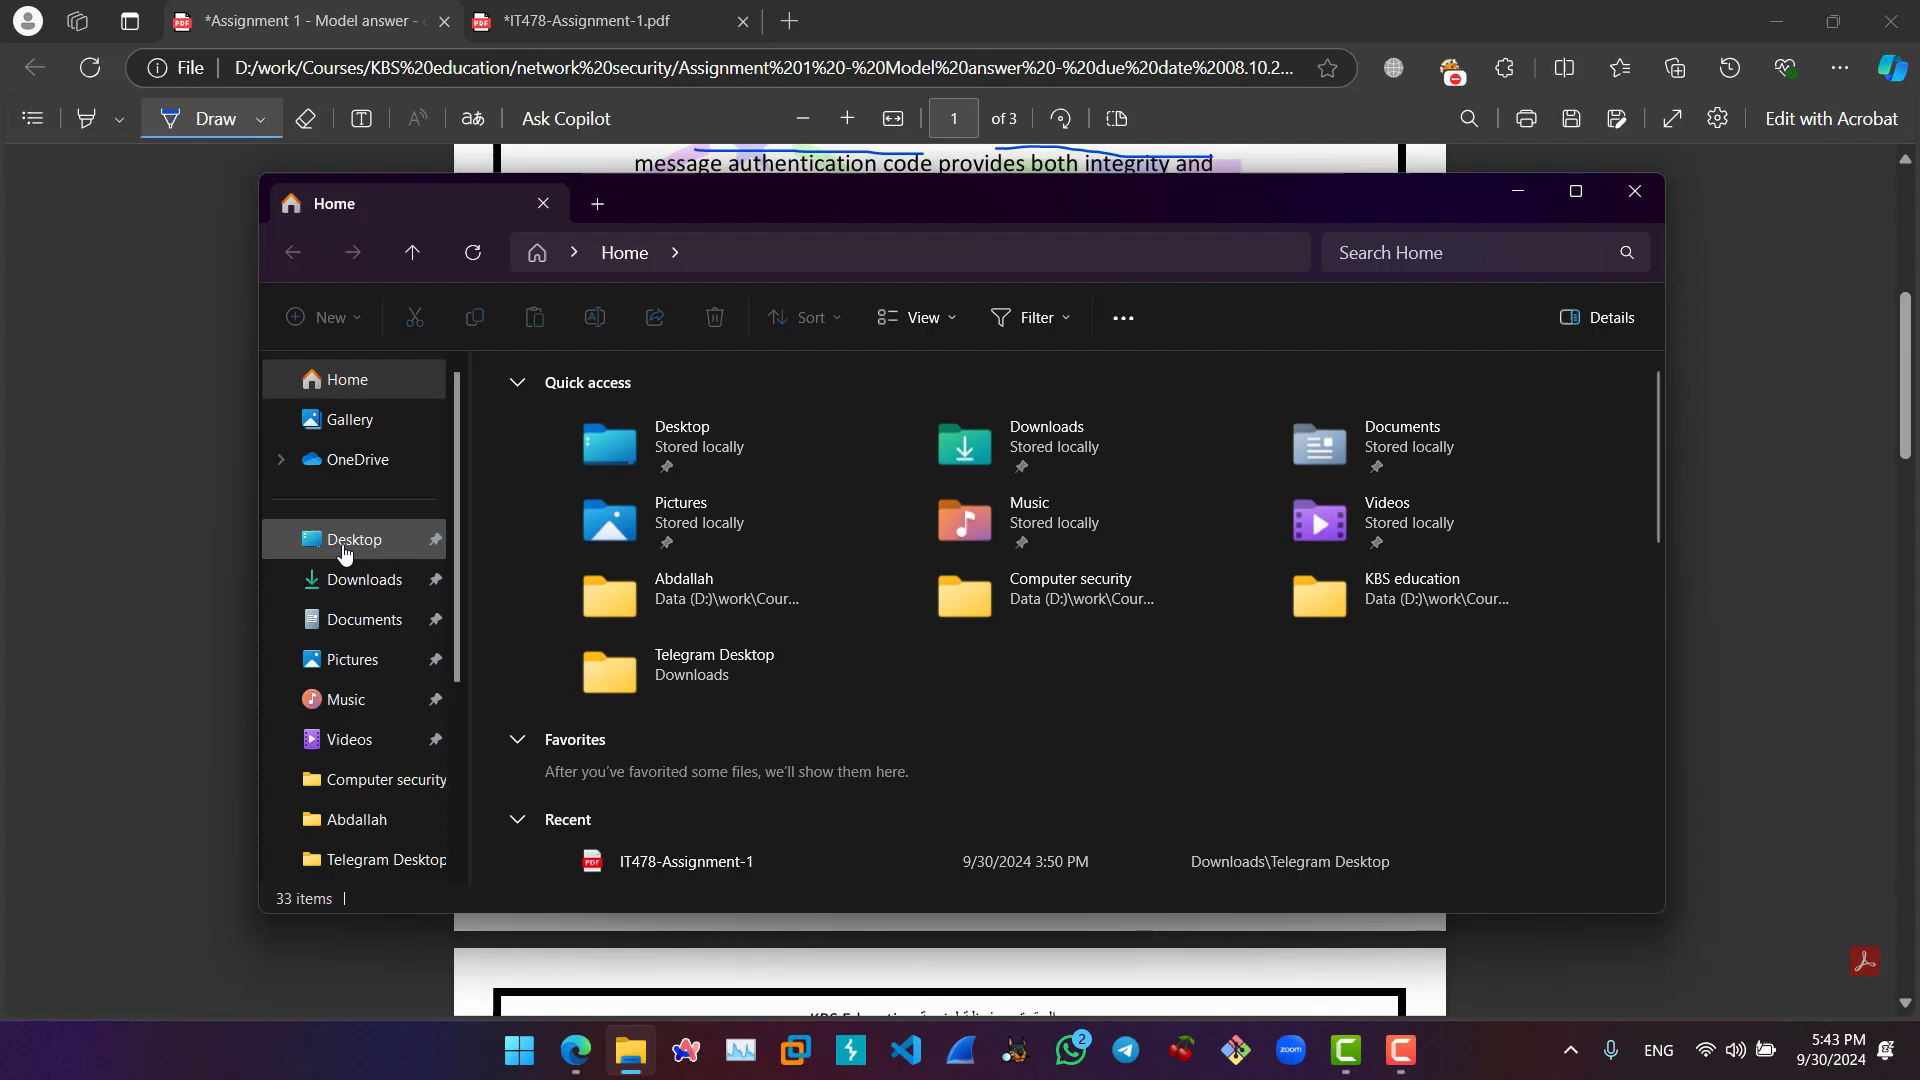 *Assignment 1 - Model answer -
*IT478-Assignment-1.pdf
File
D:/work/Courses/KBS%20education/network%20security/Assignment%201%20-%20Model%20answer%20-%20due%20date%2008.10.2...
Draw
Ask Copilot
1 of 3
Edit with Acrobat
message authentication code provides both integrity and
Home
Home
Search Home
New
Sort
View
Filter
Details
Home
Gallery
OneDrive
Desktop
Downloads
Documents
Pictures
Music
Videos
Computer security
Abdallah
Telegram Desktop
Quick access
Desktop
Stored locally
Downloads
Stored locally
Documents
Stored locally
Pictures
Stored locally
Music
Stored locally
Videos
Stored locally
Abdallah
Data (D:)\work\Cour...
Computer security
Data (D:)\work\Cour...
KBS education
Data (D:)\work\Cour...
Telegram Desktop
Downloads
Favorites
After you've favorited some files, we'll show them here.
Recent
IT478-Assignment-1
9/30/2024 3:50 PM
Downloads\Telegram Desktop
33 items
2
zoom
ENG
5:43 PM
9/30/2024